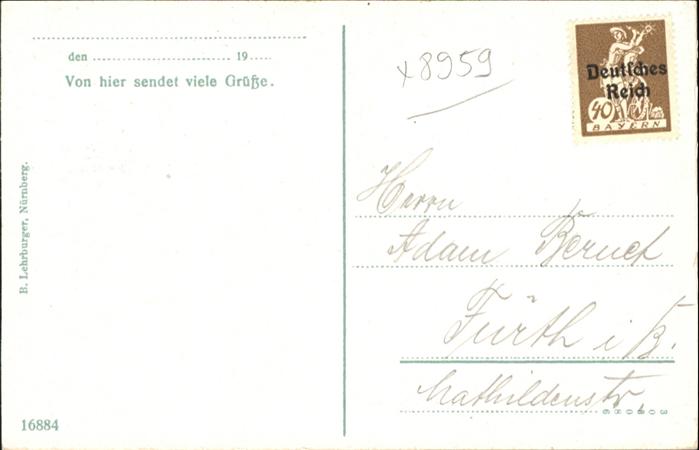 den .................................... 19 .....
Von hier sendet viele Grüße.
B. Lehrburger, Nürnberg.
16884
x 8959
Deutsches
Reich
40
BAYERN
Herrn
Adam Bernet
Fürth i/B.
Mathildenstr.